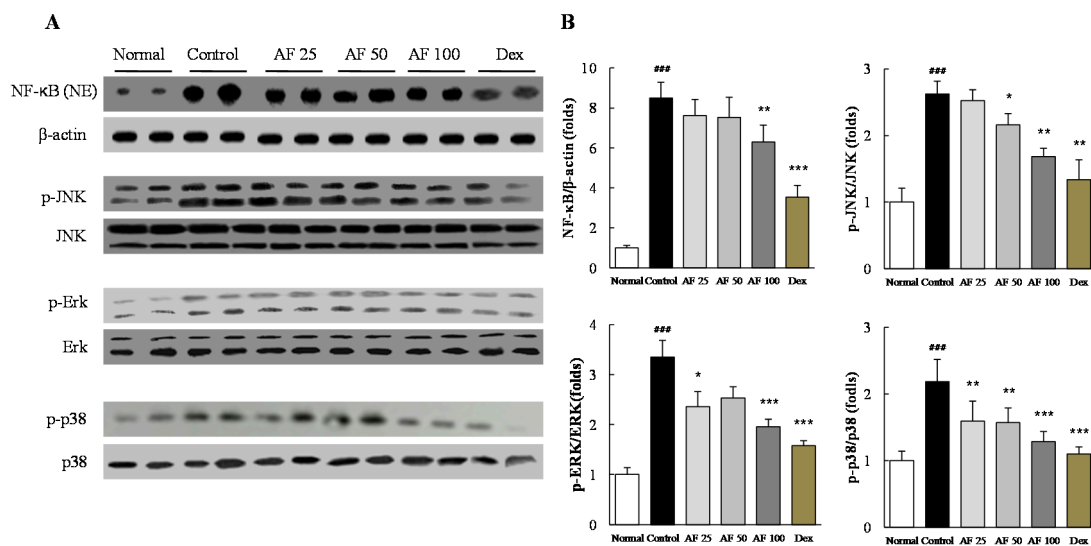 A
Normal Control AF 25 AF 50 AF 100 Dex
NF-κB (NE)
β-actin
p-JNK
JNK
p-Erk
Erk
p-p38
p38
B
NF-κB/β-actin (folds)
10
8
6
4
2
0
###
**
***
Normal Control AF 25 AF 50 AF 100 Dex
p-JNK/JNK (folds)
3
2
1
0
###
*
**
**
Normal Control AF 25 AF 50 AF 100 Dex
p-ERK/ERK(folds)
4
3
2
1
0
###
*
***
***
Normal Control AF 25 AF 50 AF 100 Dex
p-p38/p38 (fodls)
3
2
1
0
###
**
**
***
***
Normal Control AF 25 AF 50 AF 100 Dex